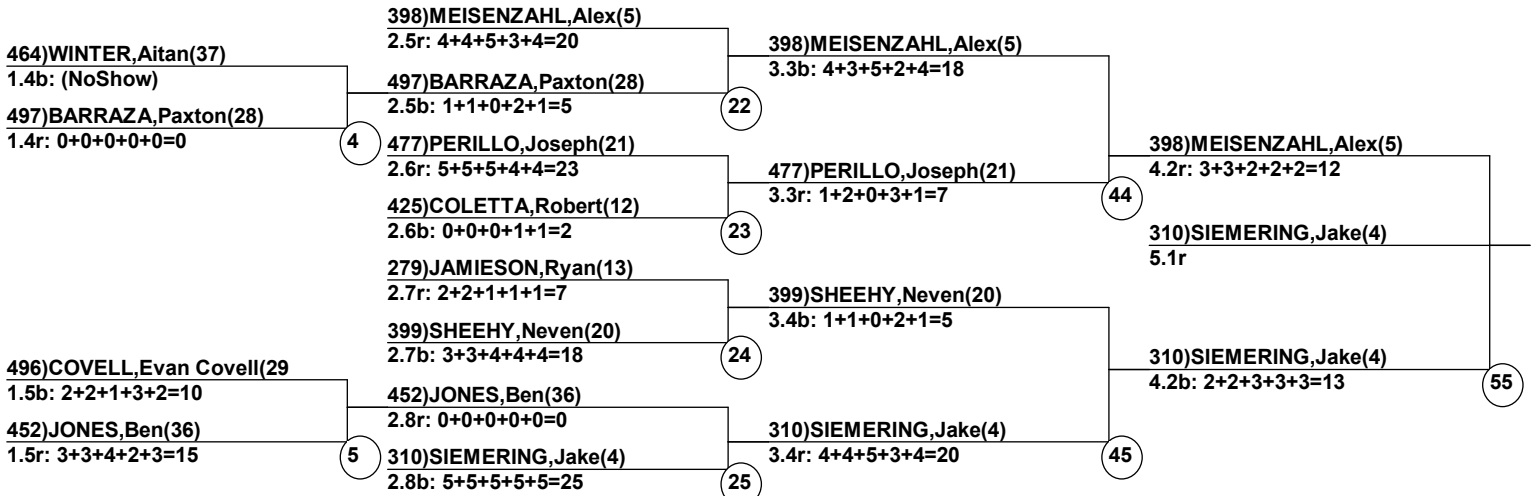 464)WINTER,Aitan(37)
1.4b: (NoShow)
497)BARRAZA,Paxton(28)
1.4r: 0+0+0+0+0=0
4
496)COVELL,Evan Covell(29
1.5b: 2+2+1+3+2=10
452)JONES,Ben(36)
1.5r: 3+3+4+2+3=15
5
398)MEISENZAHL,Alex(5)
2.5r: 4+4+5+3+4=20
497)BARRAZA,Paxton(28)
2.5b: 1+1+0+2+1=5
22
477)PERILLO,Joseph(21)
2.6r: 5+5+5+4+4=23
425)COLETTA,Robert(12)
2.6b: 0+0+0+1+1=2
23
279)JAMIESON,Ryan(13)
2.7r: 2+2+1+1+1=7
399)SHEEHY,Neven(20)
2.7b: 3+3+4+4+4=18
24
452)JONES,Ben(36)
2.8r: 0+0+0+0+0=0
310)SIEMERING,Jake(4)
2.8b: 5+5+5+5+5=25
25
398)MEISENZAHL,Alex(5)
3.3b: 4+3+5+2+4=18
477)PERILLO,Joseph(21)
3.3r: 1+2+0+3+1=7
44
399)SHEEHY,Neven(20)
3.4b: 1+1+0+2+1=5
310)SIEMERING,Jake(4)
3.4r: 4+4+5+3+4=20
45
398)MEISENZAHL,Alex(5)
4.2r: 3+3+2+2+2=12
310)SIEMERING,Jake(4)
4.2b: 2+2+3+3+3=13
55
310)SIEMERING,Jake(4)
5.1r